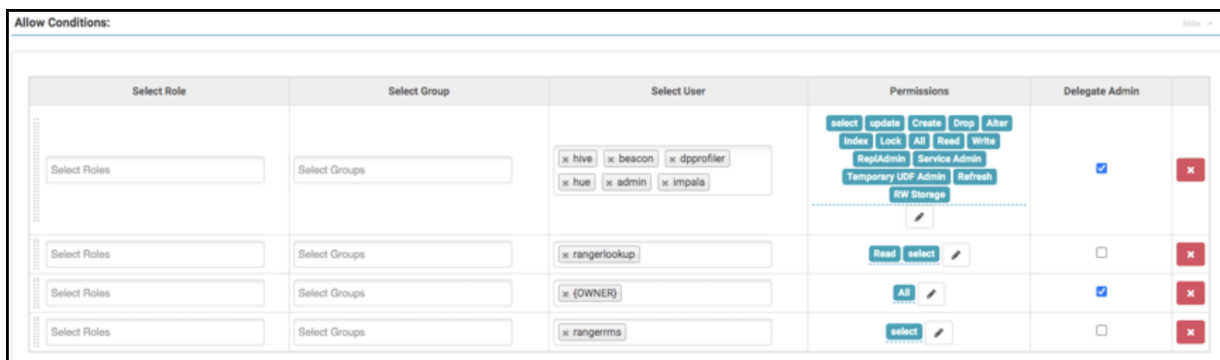 Allow Conditions: hide
Select Role Select Group Select User Permissions Delegate Admin
select update Create Drop Alter
Index Lock All Read Write
ReplAdmin Service Admin
Temporary UDF Admin Refresh
RW Storage
Select Roles Select Groups × hive × beacon × dpprofiler
× hue × admin × impala
Select Roles Select Groups × rangerlookup Read select
Select Roles Select Groups × {OWNER} All
Select Roles Select Groups × rangerrms select